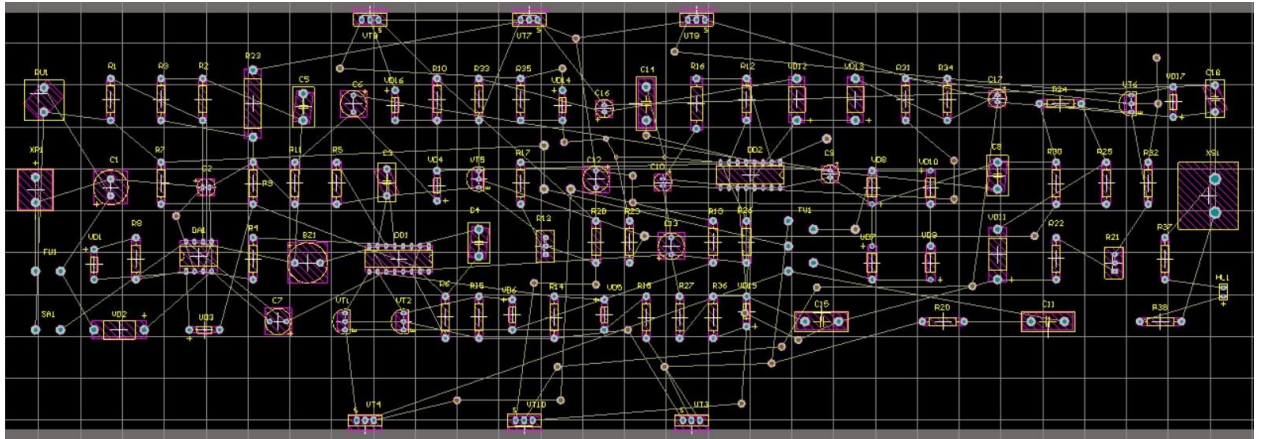 VT8 VT7 VT9
R23
RU1 R1 R3 R2 C5 C6 VD16 R10 R33 R35 VD14 C16 C14 R16 R12 VD12 VD13 R31 R34 C17 R24 VT6 VD17 C18
XP1 C1 R7 C2 R9 R11 R5 C3 VD4 VT5 R17 C12 C10 DD2 C9 VD8 VD10 C8 R30 R25 R32 XS1
FU1 VD1 R8 DA1 R4 BZ1 DD1 C4 R13 R28 R29 C13 R18 R26 TV1 VD7 VD9 VD11 R22 R21 R37 HL1
SA1 VD2 VD3 C7 VT1 VT2 R6 R15 VD6 R14 VD5 R27 R36 VD15 C15 R20 C11 R38
VT4 VT10 VT3